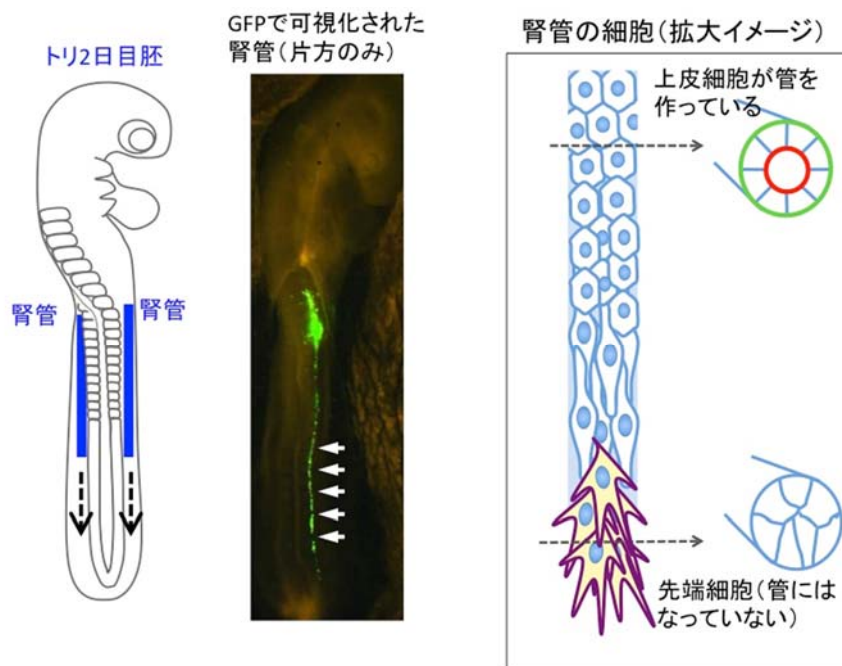 トリ2日目胚
腎管
腎管
GFPで可視化された
腎管(片方のみ)
腎管の細胞(拡大イメージ)
上皮細胞が管を
作っている
先端細胞(管には
なっていない)